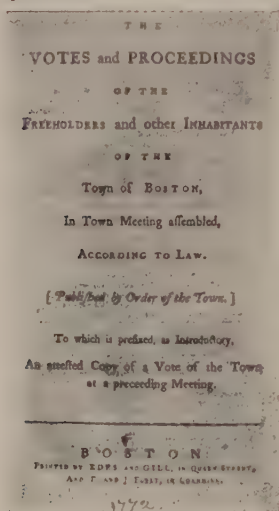 THE
VOTES and PROCEEDINGS
OF THE
FREEHOLDERS and other INHABITANTS
OF THE
Town of BOSTON,
In Town Meeting assembled,
ACCORDING TO LAW.
[ Published by Order of the Town. ]
To which is prefixed, as Introductory,
An attested Copy of a Vote of the Town
at a preceeding Meeting.
BOSTON
PRINTED BY EDES AND GILL, IN QUEEN STREET,
AND T AND J FLEET, IN CORNHILL.
1772